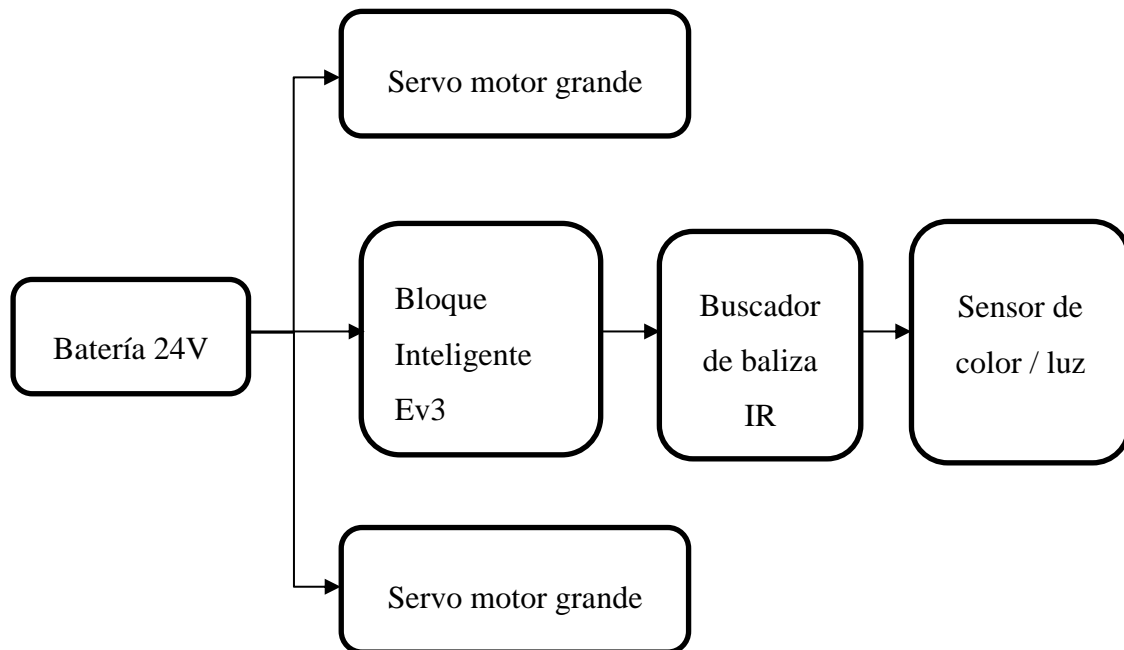 Servo motor grande
Batería 24V
Bloque
Inteligente
Ev3
Buscador
de baliza
IR
Sensor de
color / luz
Servo motor grande